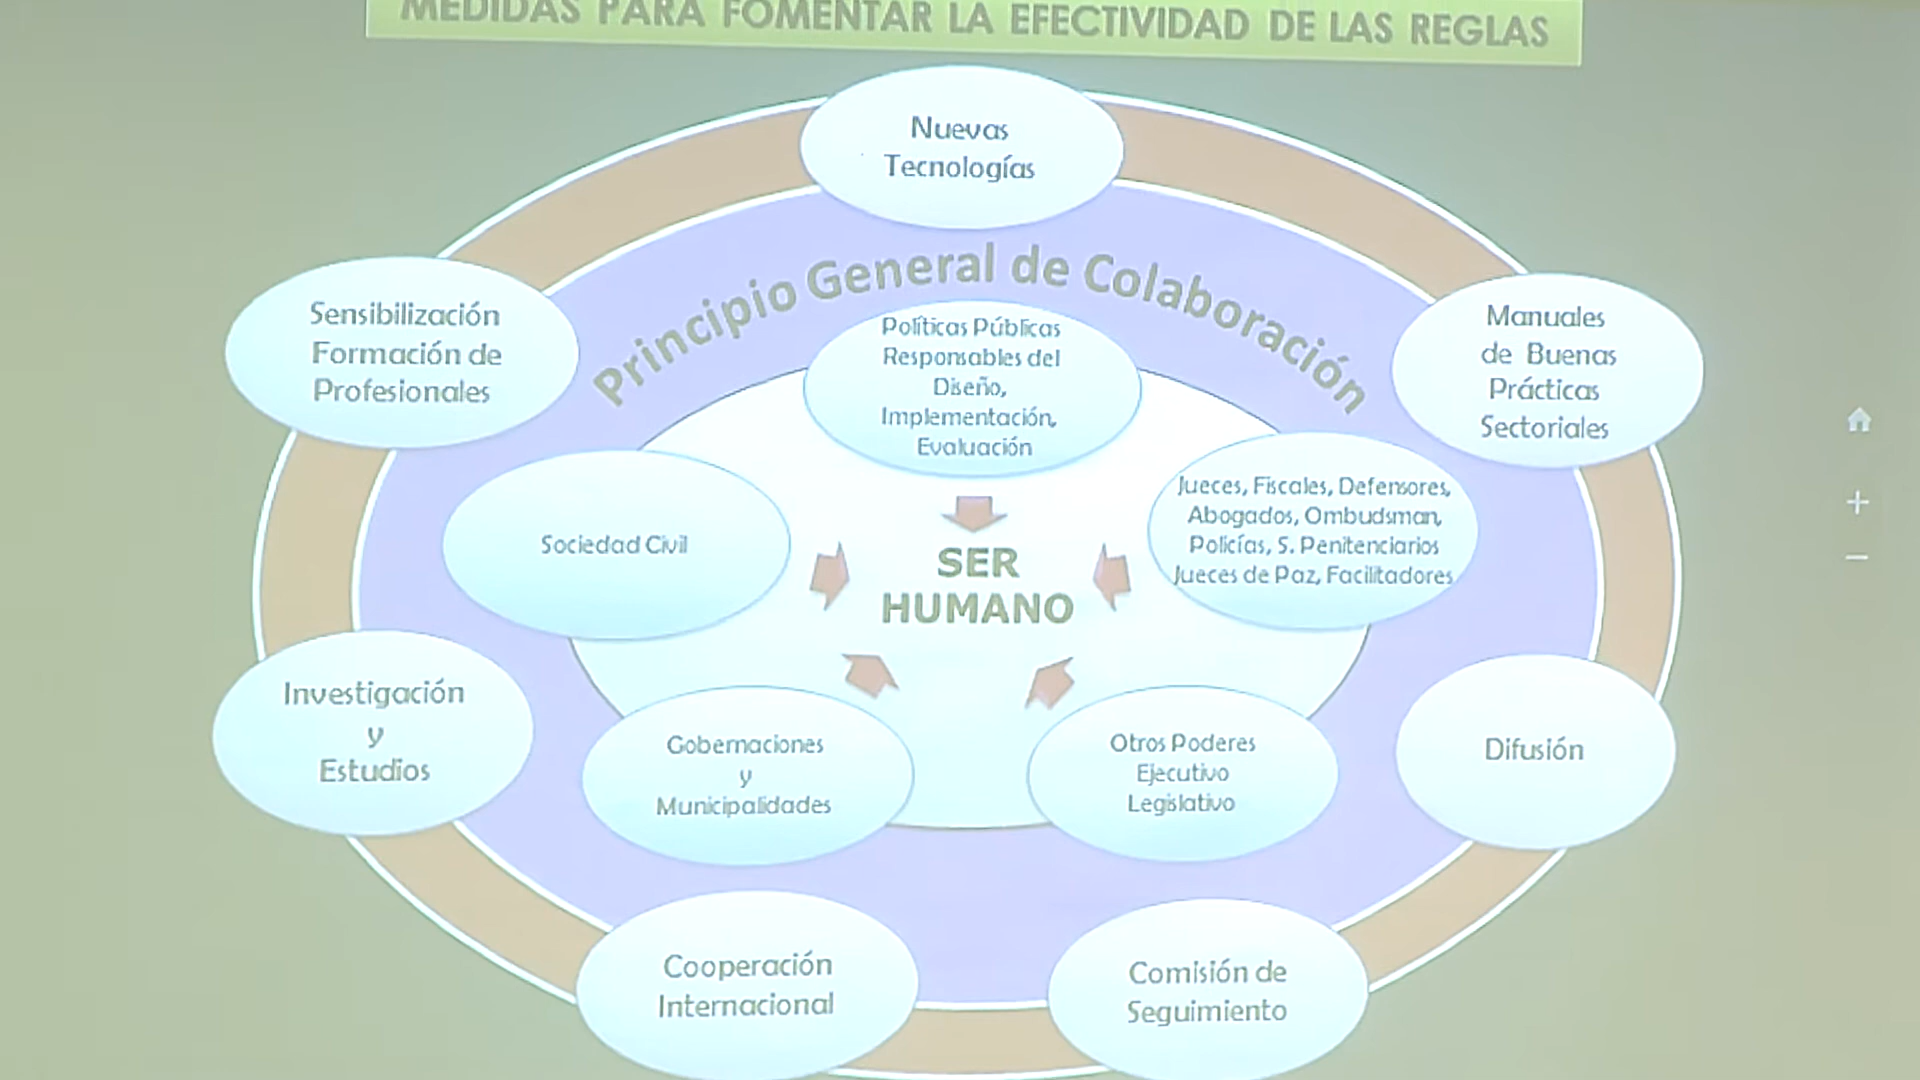 MEDIDAS PARA FOMENTAR LA EFECTIVIDAD DE LAS REGLAS
Nuevas
Tecnologías
Principio General de Colaboración
Sensibilización
Formación de
Profesionales
Manuales
de Buenas
Prácticas
Sectoriales
Políticas Públicas
Responsables del
Diseño,
Implementación,
Evaluación
Jueces, Fiscales, Defensores,
Abogados, Ombudsman,
Policías, S. Penitenciarios
Jueces de Paz, Facilitadores
Sociedad Civil
SER
HUMANO
Investigación
y
Estudios
Gobernaciones
y
Municipalidades
Otros Poderes
Ejecutivo
Legislativo
Difusión
Cooperación
Internacional
Comisión de
Seguimiento